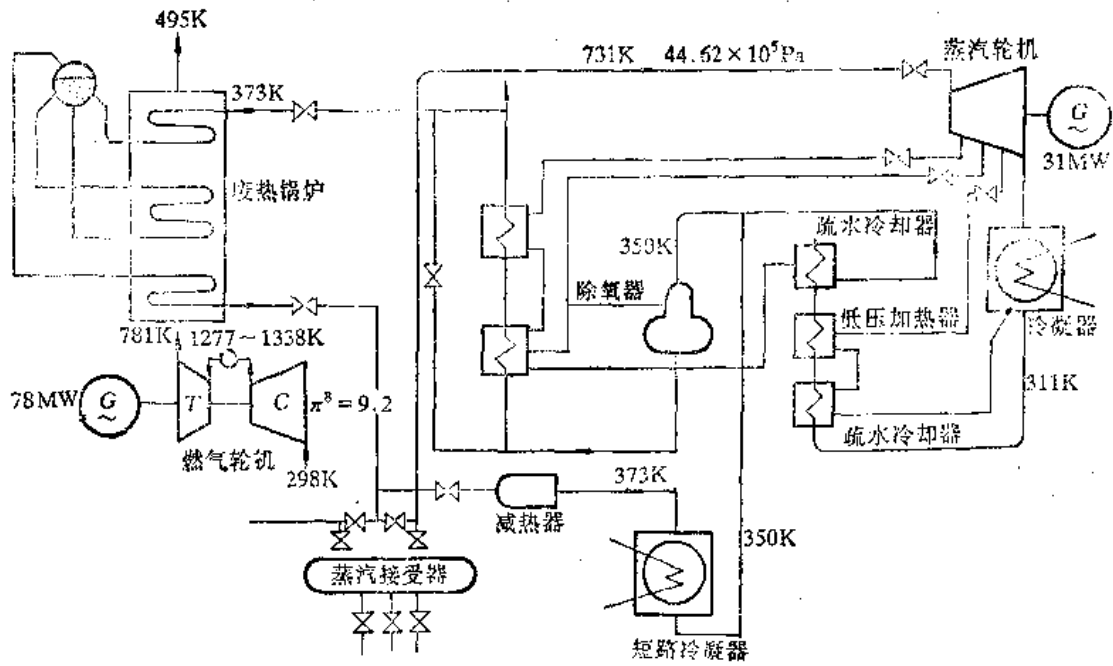 495K
731K 44.62×10⁵Pa
蒸汽轮机
373K
G
~
31MW
废热锅炉
350K
疏水冷却器
除氧器
低压加热器
冷凝器
781K
1277～1338K
311K
78MW
G
~
T
C
π⁸=9.2
疏水冷却器
燃气轮机
298K
373K
减热器
350K
蒸汽接受器
短路冷凝器